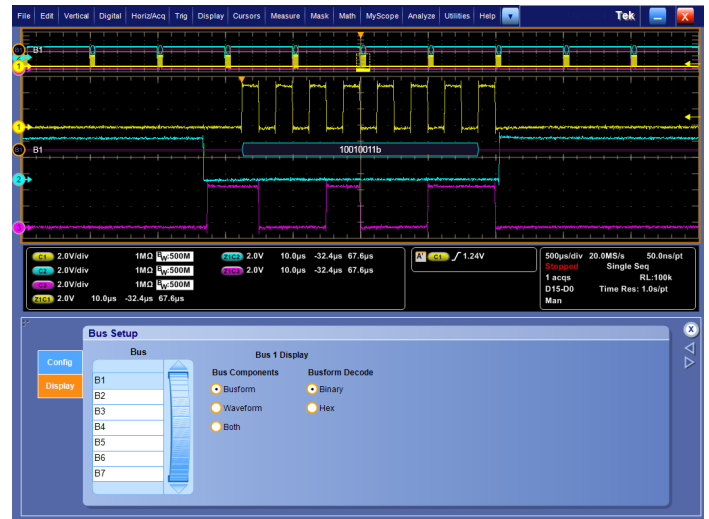 File Edit Vertical Digital Horiz/Acq Trig Display Cursors Measure Mask Math MyScope Analyze Utilities Help Tek X
B1 B1
1
1
B1 B1 10010011b
2
3
C1 2.0V/div 1MΩ BW:500M Z1C2 2.0V 10.0µs -32.4µs 67.6µs A' C1 1.24V 500µs/div 20.0MS/s 50.0ns/pt
C2 2.0V/div 1MΩ BW:500M Z1C3 2.0V 10.0µs -32.4µs 67.6µs Stopped Single Seq
C3 2.0V/div 1MΩ BW:500M 1 acqs RL:100k
Z1C1 2.0V 10.0µs -32.4µs 67.6µs D15-D0 Time Res: 1.0s/pt
Man
Bus Setup X
Bus Bus 1 Display
Config Bus Components Busform Decode
Display B1 Busform Binary
B2
B3 Waveform Hex
B4 Both
B5
B6
B7